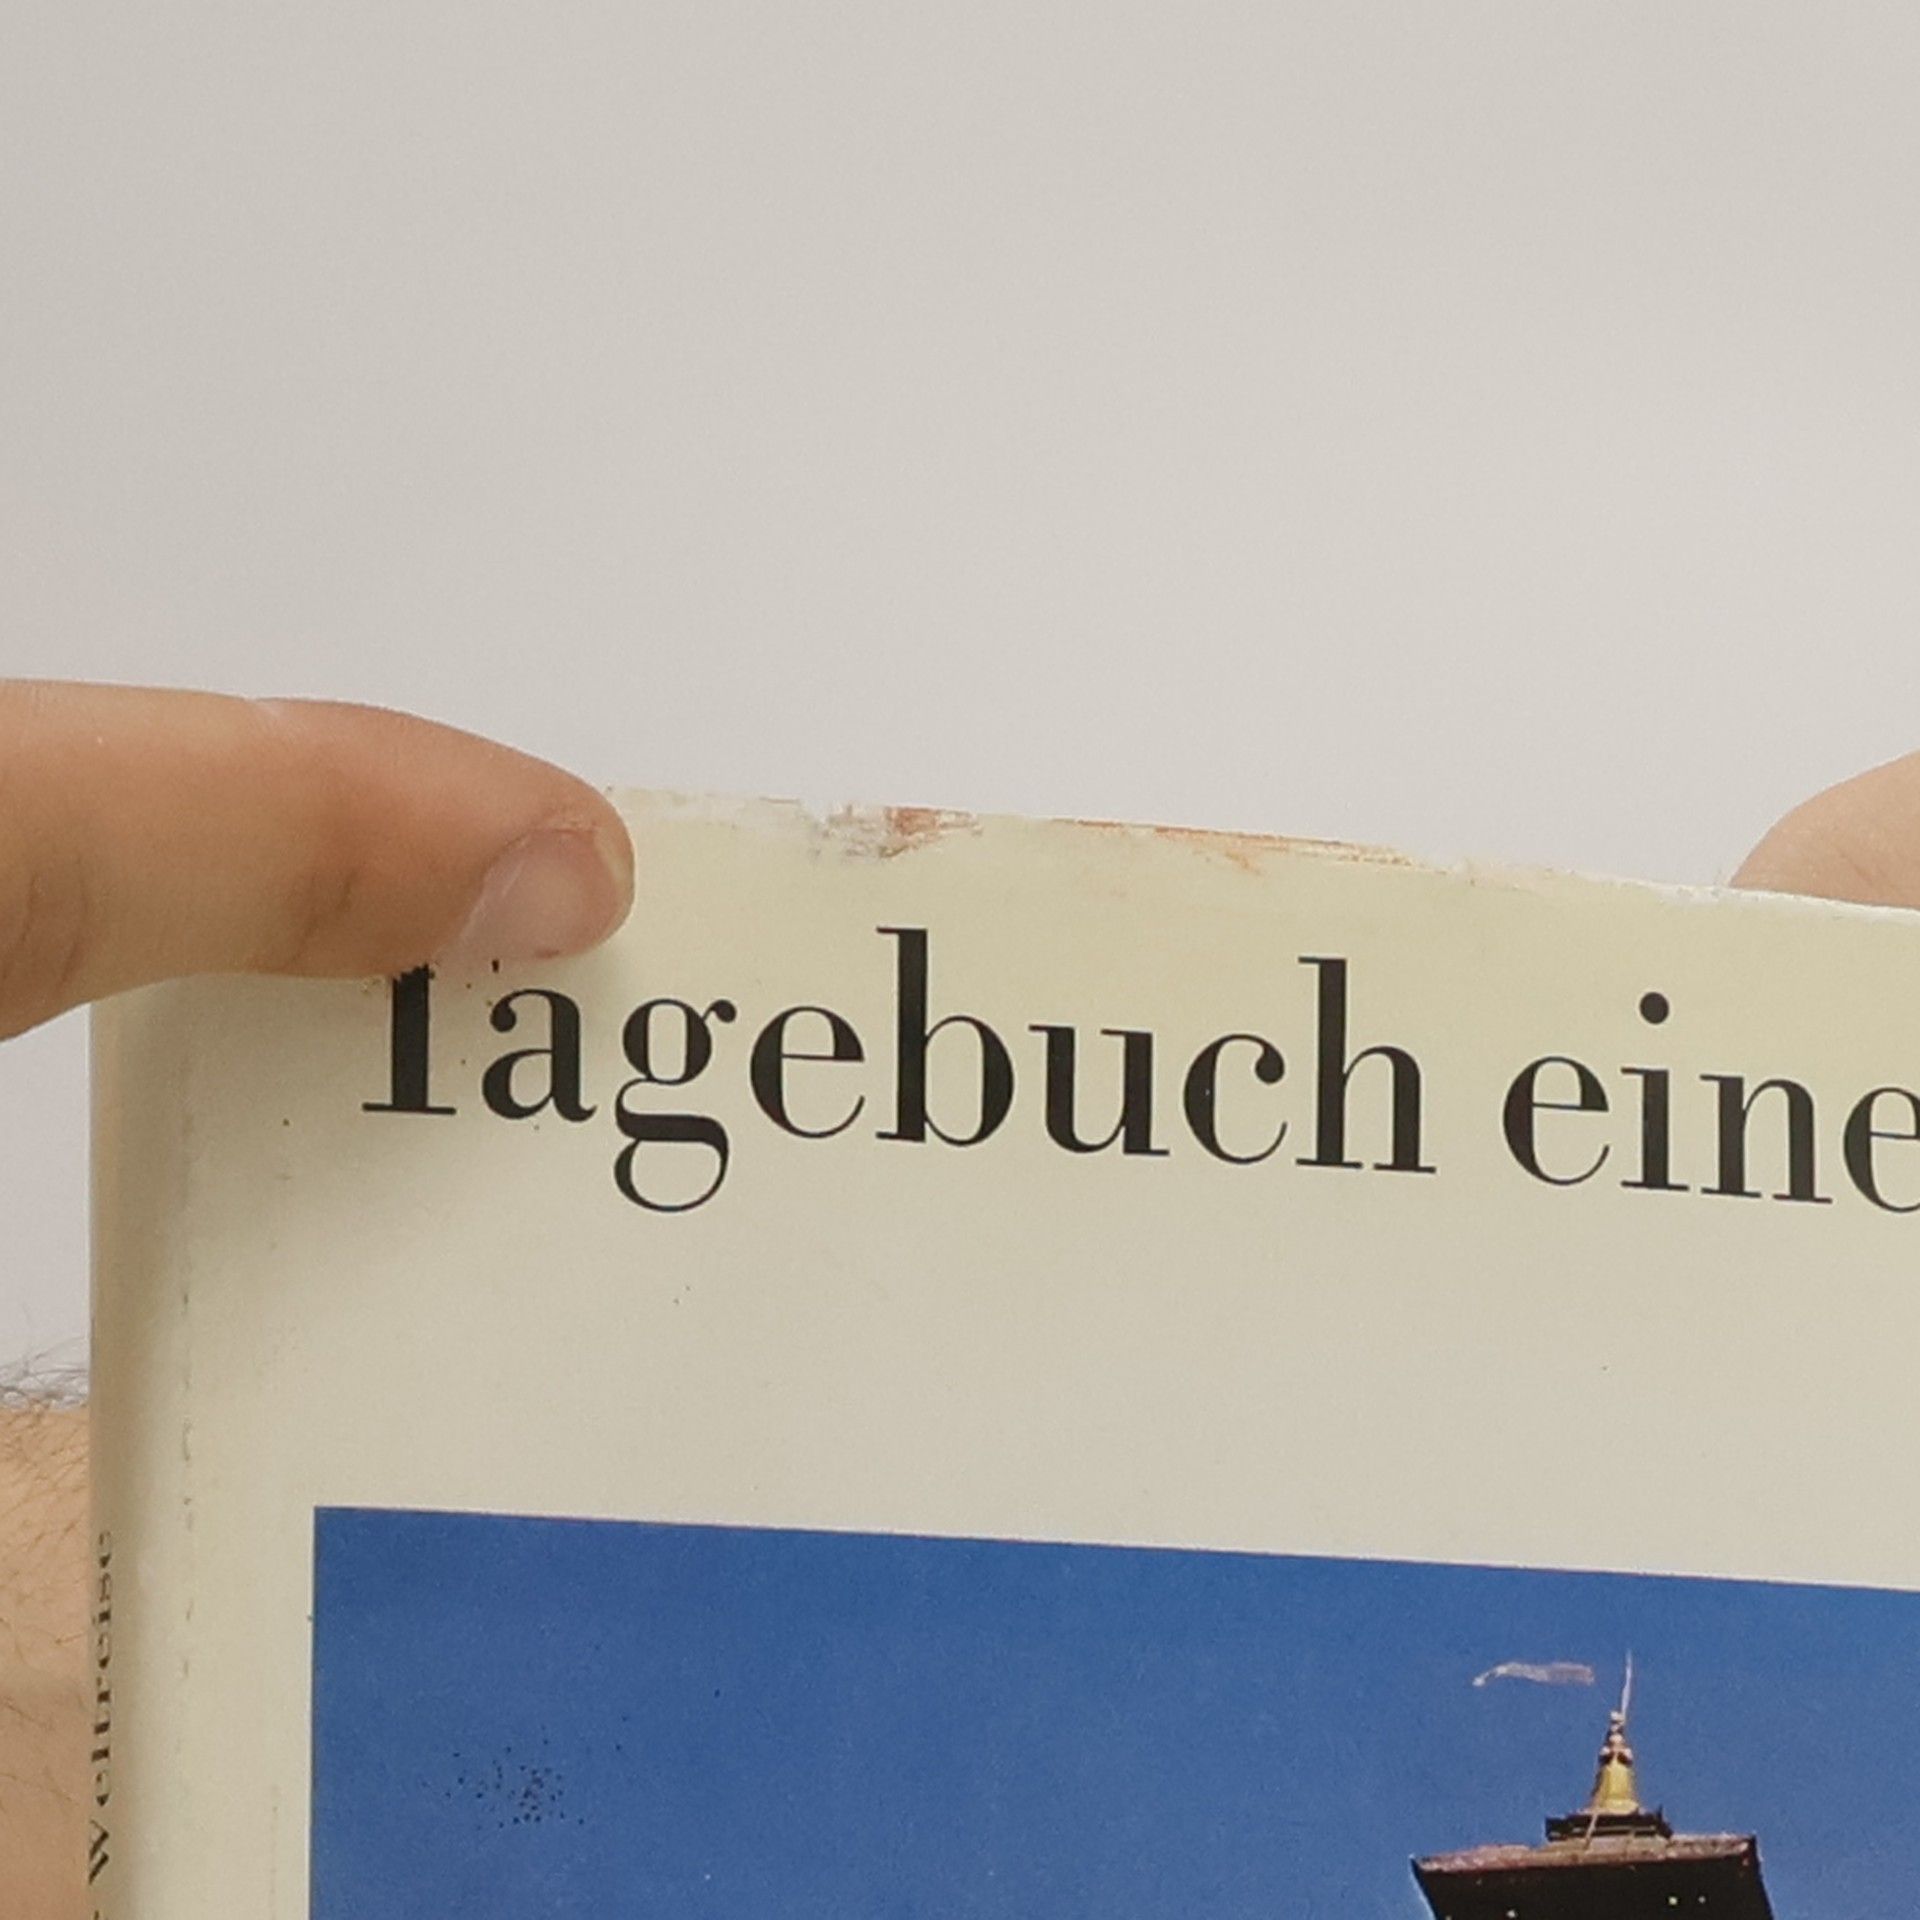 Tagebuch eine
Weltreise